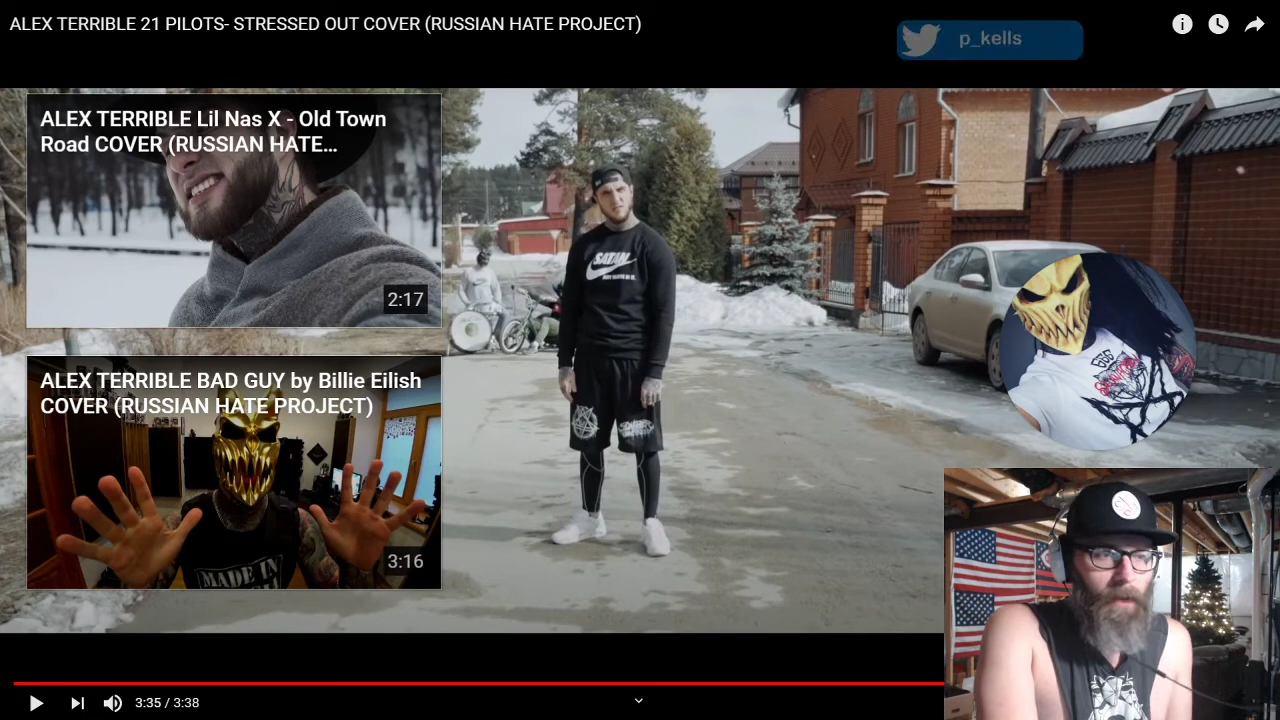 ALEX TERRIBLE 21 PILOTS- STRESSED OUT COVER (RUSSIAN HATE PROJECT)
p_kells
ALEX TERRIBLE Lil Nas X - Old Town
Road COVER (RUSSIAN HATE...
2:17
SATAN
666
ALEX TERRIBLE BAD GUY by Billie Eilish
COVER (RUSSIAN HATE PROJECT)
MADE IN
3:16
3:35 / 3:38